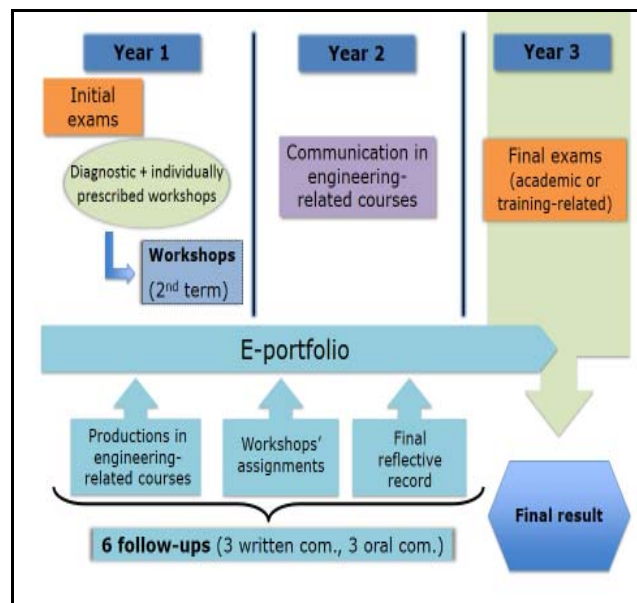 Year 1
Year 2
Year 3
Initial
exams
Diagnostic + individually
prescribed workshops
Workshops
(2nd term)
Communication in
engineering-
related courses
Final exams
(academic or
training-related)
E-portfolio
Productions in
engineering-
related courses
Workshops'
assignments
Final
reflective
record
6 follow-ups (3 written com., 3 oral com.)
Final result